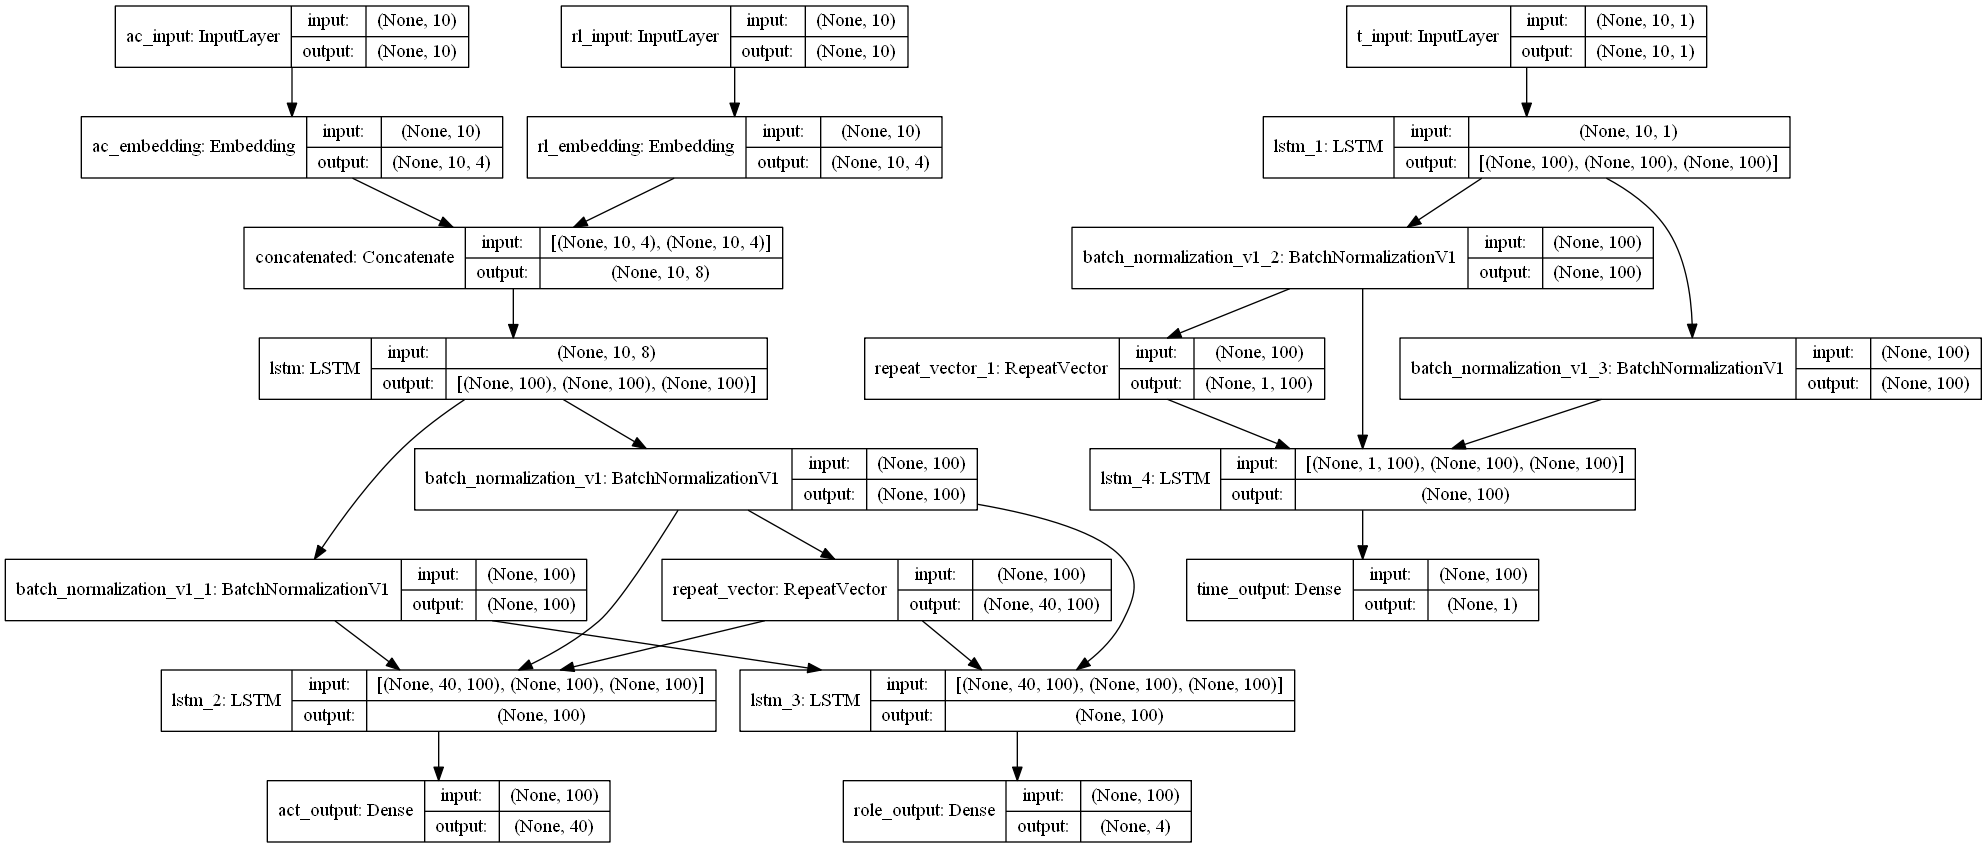 ac_input: InputLayer
input:
(None, 10)
output:
(None, 10)
rl_input: InputLayer
input:
(None, 10)
output:
(None, 10)
t_input: InputLayer
input:
(None, 10, 1)
output:
(None, 10, 1)
ac_embedding: Embedding
input:
(None, 10)
output:
(None, 10, 4)
rl_embedding: Embedding
input:
(None, 10)
output:
(None, 10, 4)
lstm_1: LSTM
input:
(None, 10, 1)
output:
[(None, 100), (None, 100), (None, 100)]
concatenated: Concatenate
input:
[(None, 10, 4), (None, 10, 4)]
output:
(None, 10, 8)
batch_normalization_v1_2: BatchNormalizationV1
input:
(None, 100)
output:
(None, 100)
lstm: LSTM
input:
(None, 10, 8)
output:
[(None, 100), (None, 100), (None, 100)]
repeat_vector_1: RepeatVector
input:
(None, 100)
output:
(None, 1, 100)
batch_normalization_v1_3: BatchNormalizationV1
input:
(None, 100)
output:
(None, 100)
batch_normalization_v1: BatchNormalizationV1
input:
(None, 100)
output:
(None, 100)
lstm_4: LSTM
input:
[(None, 1, 100), (None, 100), (None, 100)]
output:
(None, 100)
batch_normalization_v1_1: BatchNormalizationV1
input:
(None, 100)
output:
(None, 100)
repeat_vector: RepeatVector
input:
(None, 100)
output:
(None, 40, 100)
time_output: Dense
input:
(None, 100)
output:
(None, 1)
lstm_2: LSTM
input:
[(None, 40, 100), (None, 100), (None, 100)]
output:
(None, 100)
lstm_3: LSTM
input:
[(None, 40, 100), (None, 100), (None, 100)]
output:
(None, 100)
act_output: Dense
input:
(None, 100)
output:
(None, 40)
role_output: Dense
input:
(None, 100)
output:
(None, 4)